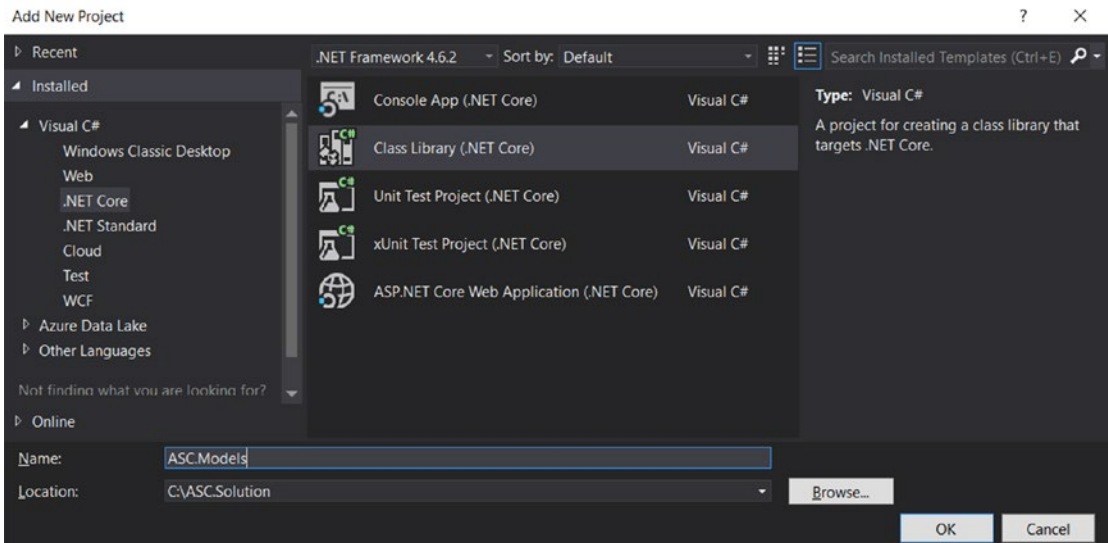 Add New Project
? ×
Recent
.NET Framework 4.6.2 Sort by: Default Search Installed Templates (Ctrl+E)
Installed
Visual C#
Windows Classic Desktop
Web
.NET Core
.NET Standard
Cloud
Test
WCF
Azure Data Lake
Other Languages
Not finding what you are looking for?
Online
Console App (.NET Core) Visual C#
Class Library (.NET Core) Visual C#
Unit Test Project (.NET Core) Visual C#
xUnit Test Project (.NET Core) Visual C#
ASP.NET Core Web Application (.NET Core) Visual C#
Type: Visual C#
A project for creating a class library that
targets .NET Core.
Name: ASC.Models
Location: C:\ASC.Solution Browse...
OK Cancel